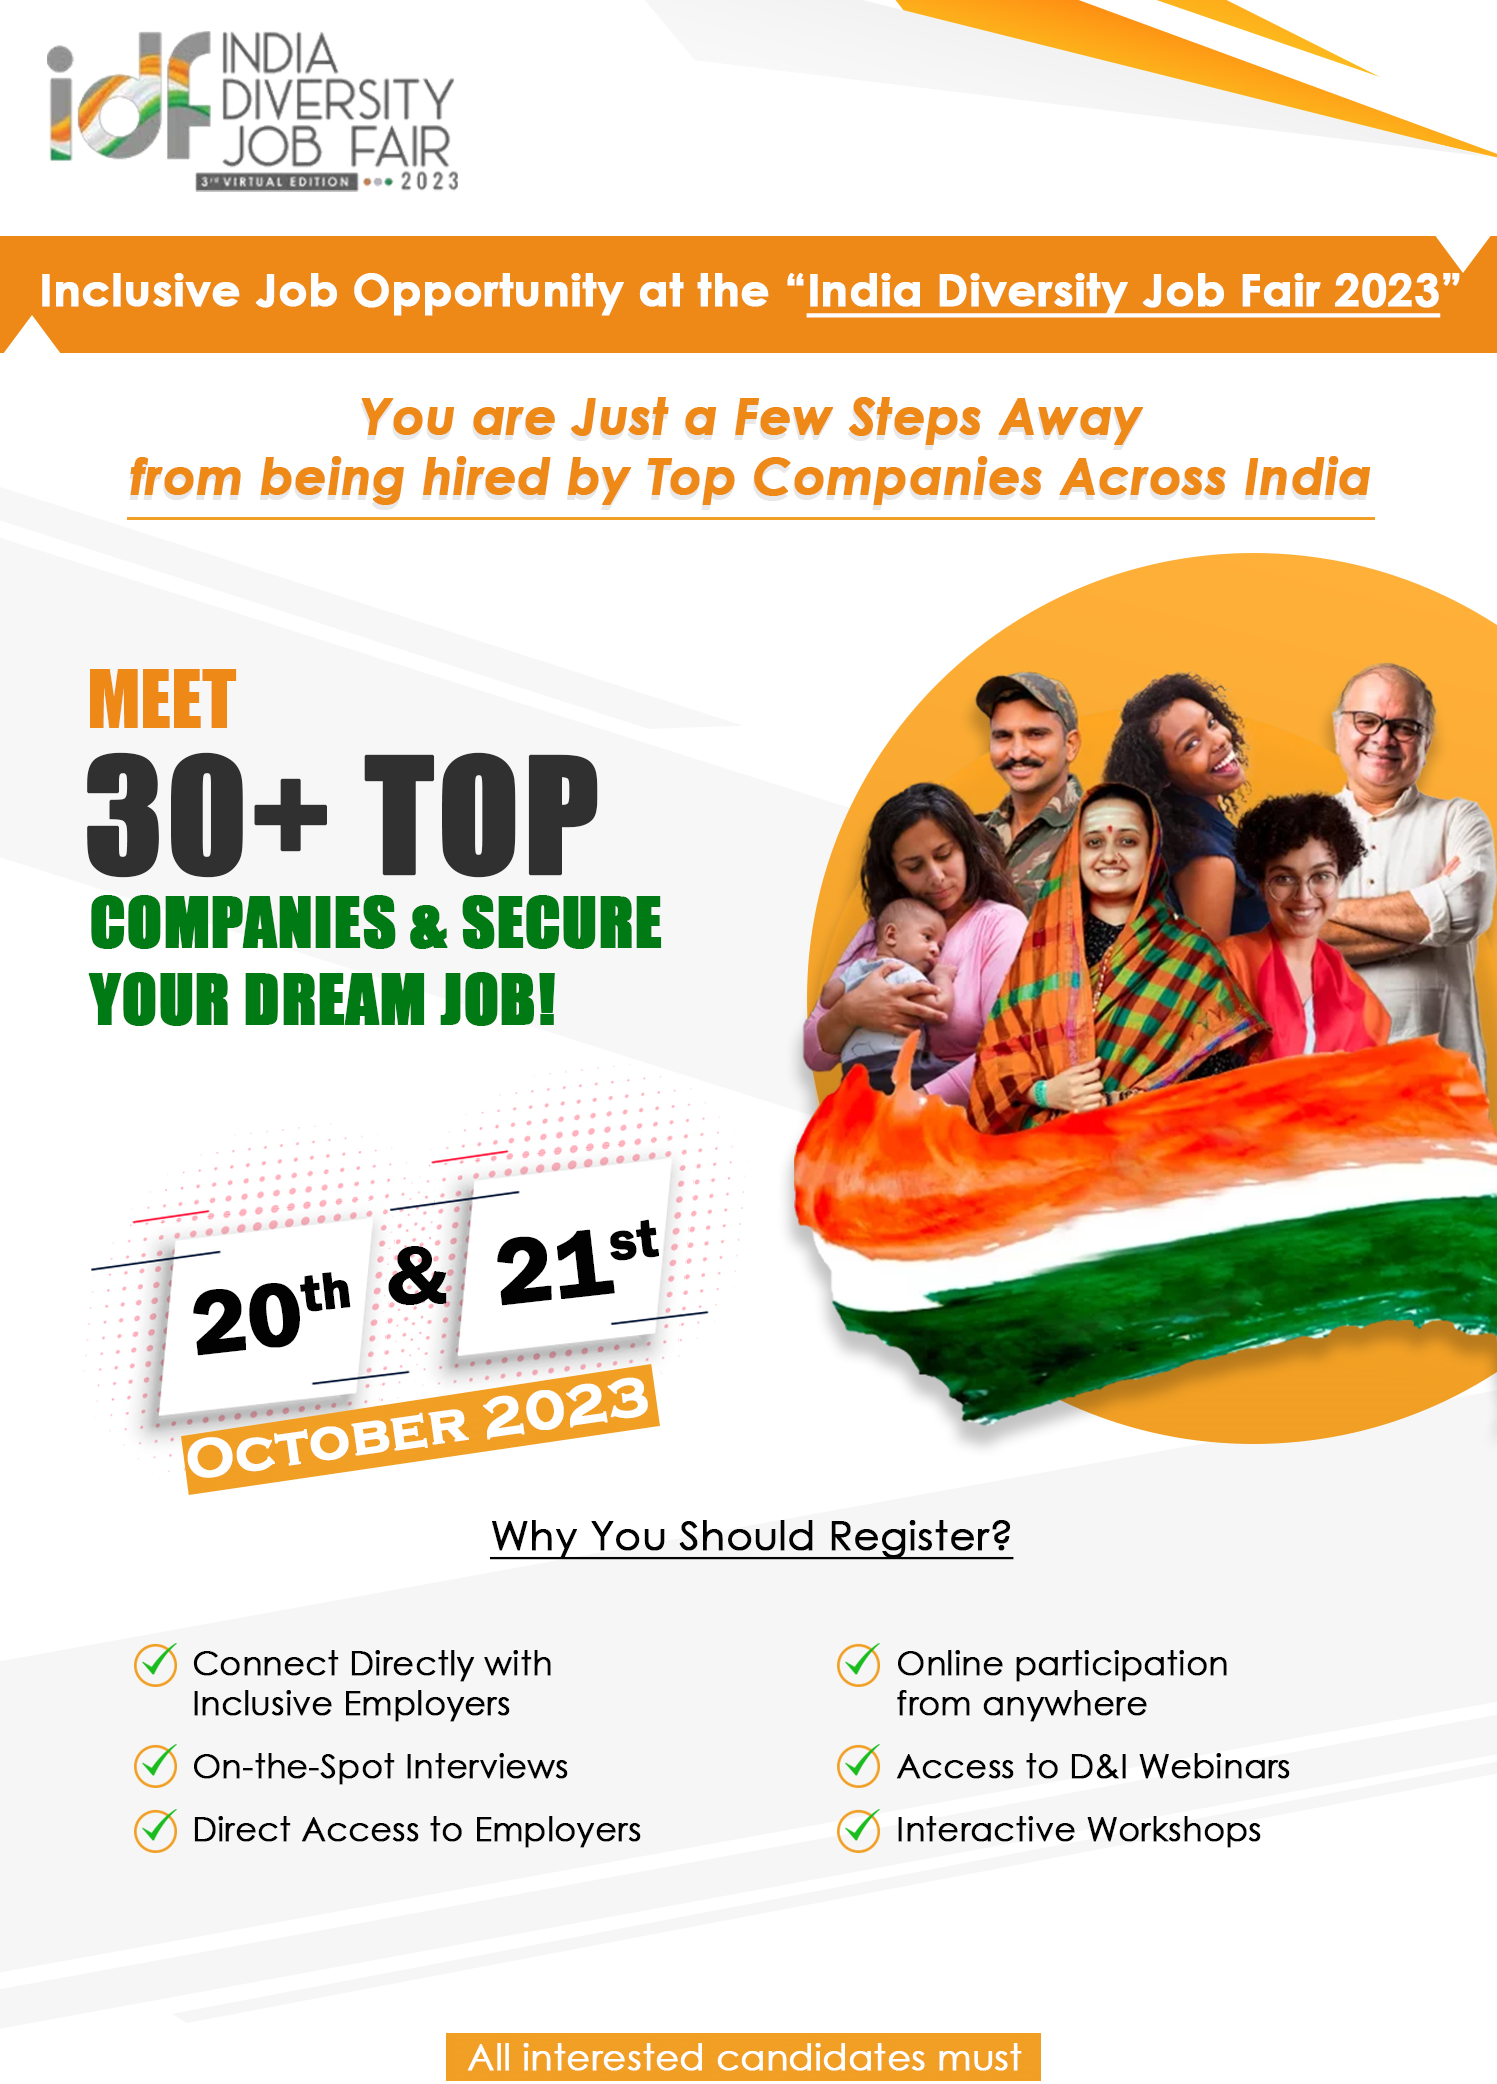 idf INDIA
DIVERSITY
JOB FAIR
3RD VIRTUAL EDITION 2023
Inclusive Job Opportunity at the “India Diversity Job Fair 2023”
You are Just a Few Steps Away
from being hired by Top Companies Across India
MEET
30+ TOP
COMPANIES & SECURE
YOUR DREAM JOB!
20th & 21st
OCTOBER 2023
Why You Should Register?
Connect Directly with
Inclusive Employers
On-the-Spot Interviews
Direct Access to Employers
Online participation
from anywhere
Access to D&I Webinars
Interactive Workshops
All interested candidates must